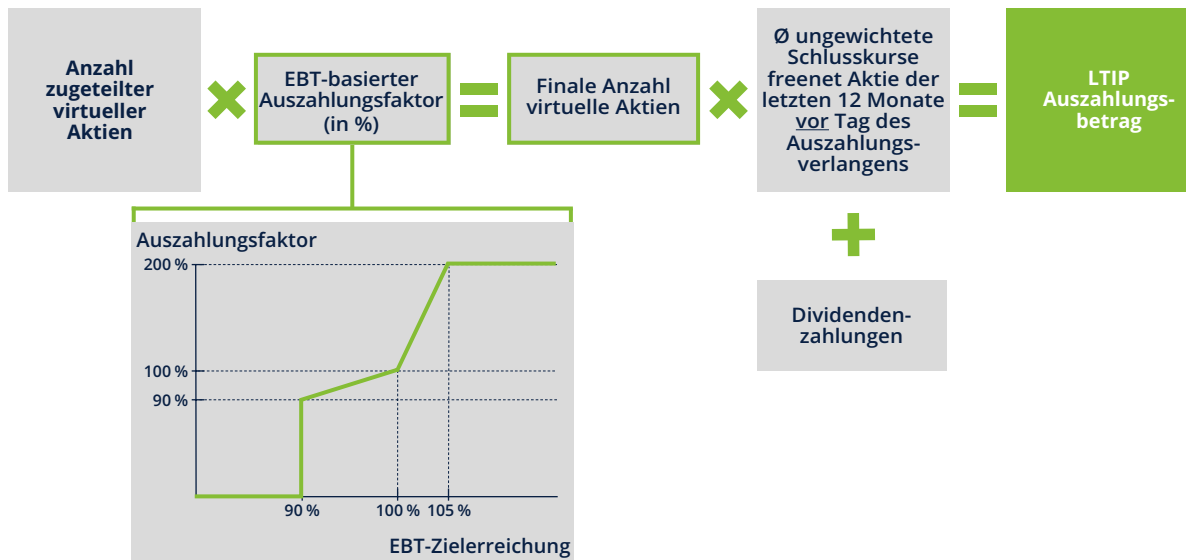 Anzahl
zugeteilter
virtueller
Aktien
EBT-basierter
Auszahlungsfaktor
(in %)
Finale Anzahl
virtuelle Aktien
Ø ungewichtete
Schlusskurse
freenet Aktie der
letzten 12 Monate
vor Tag des
Auszahlungs-
verlangens
LTIP
Auszahlungs-
betrag
Dividenden-
zahlungen
Auszahlungsfaktor
200 %
100 %
90 %
90 %
100 %
105 %
EBT-Zielerreichung